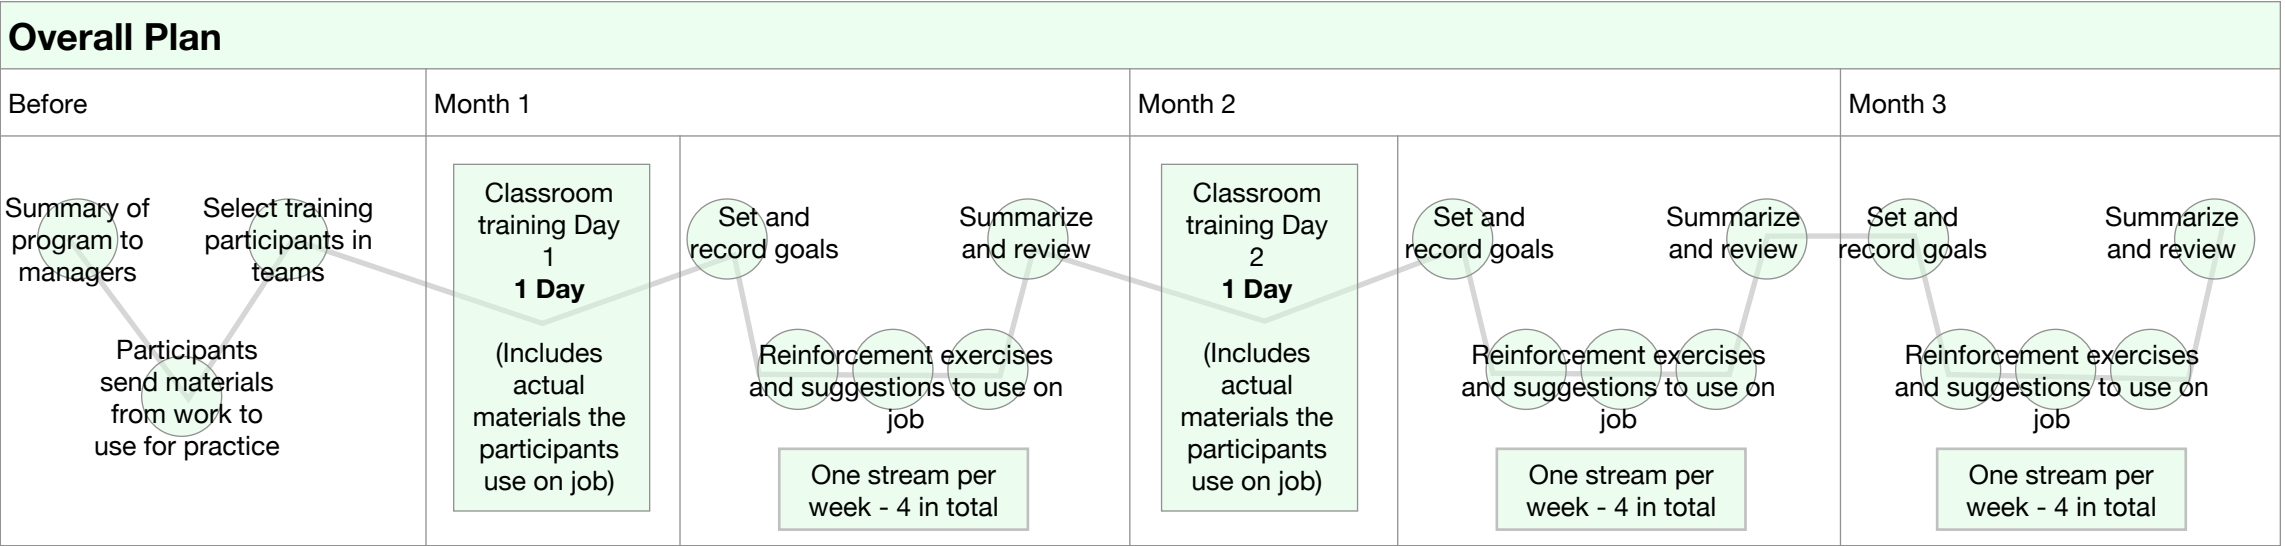 Overall Plan
Before
Month 1
Month 2
Month 3
Summary of
program to
managers
Select training
participants in
teams
Participants
send materials
from work to
use for practice
Classroom
training Day
1
1 Day
(Includes
actual
materials the
participants
use on job)
Set and
record goals
Summarize
and review
Reinforcement exercises
and suggestions to use on
job
One stream per
week - 4 in total
Classroom
training Day
2
1 Day
(Includes
actual
materials the
participants
use on job)
Set and
record goals
Summarize
and review
Reinforcement exercises
and suggestions to use on
job
One stream per
week - 4 in total
Set and
record goals
Summarize
and review
Reinforcement exercises
and suggestions to use on
job
One stream per
week - 4 in total